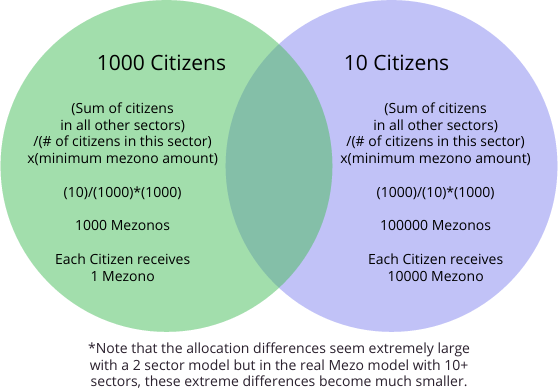 1000 Citizens
(Sum of citizens
in all other sectors)
/(# of citizens in this sector)
x(minimum mezono amount)
(10)/(1000)*(1000)
1000 Mezonos
Each Citizen receives
1 Mezono
10 Citizens
(Sum of citizens
in all other sectors)
/(# of citizens in this sector)
x(minimum mezono amount)
(1000)/(10)*(1000)
100000 Mezonos
Each Citizen receives
10000 Mezono
*Note that the allocation differences seem extremely large
with a 2 sector model but in the real Mezo model with 10+
sectors, these extreme differences become much smaller.